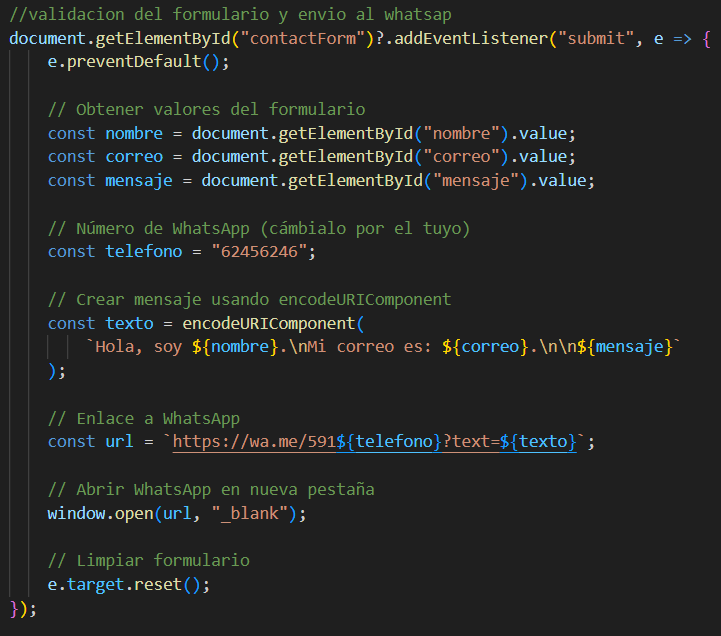 //validacion del formulario y envio al whatsap
document.getElementById("contactForm")?.addEventListener("submit", e => {
    e.preventDefault();

    // Obtener valores del formulario
    const nombre = document.getElementById("nombre").value;
    const correo = document.getElementById("correo").value;
    const mensaje = document.getElementById("mensaje").value;

    // Número de WhatsApp (cámbialo por el tuyo)
    const telefono = "62456246";

    // Crear mensaje usando encodeURIComponent
    const texto = encodeURIComponent(
        `Hola, soy ${nombre}.\nMi correo es: ${correo}.\n\n${mensaje}`
    );

    // Enlace a WhatsApp
    const url = `https://wa.me/591${telefono}?text=${texto}`;

    // Abrir WhatsApp en nueva pestaña
    window.open(url, "_blank");

    // Limpiar formulario
    e.target.reset();
});